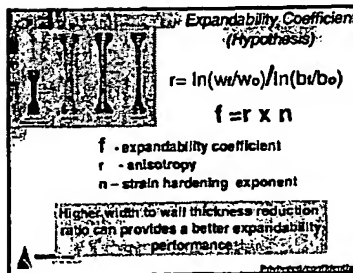 Expandability Coefficient
(Hypothesis)
r= ln(wf/wo)/ln(bf/bo)
f = r x n
f - expandability coefficient
r - anisotropy
n - strain hardening exponent
Higher width to wall thickness reduction
ratio can provides a better expandability
performance